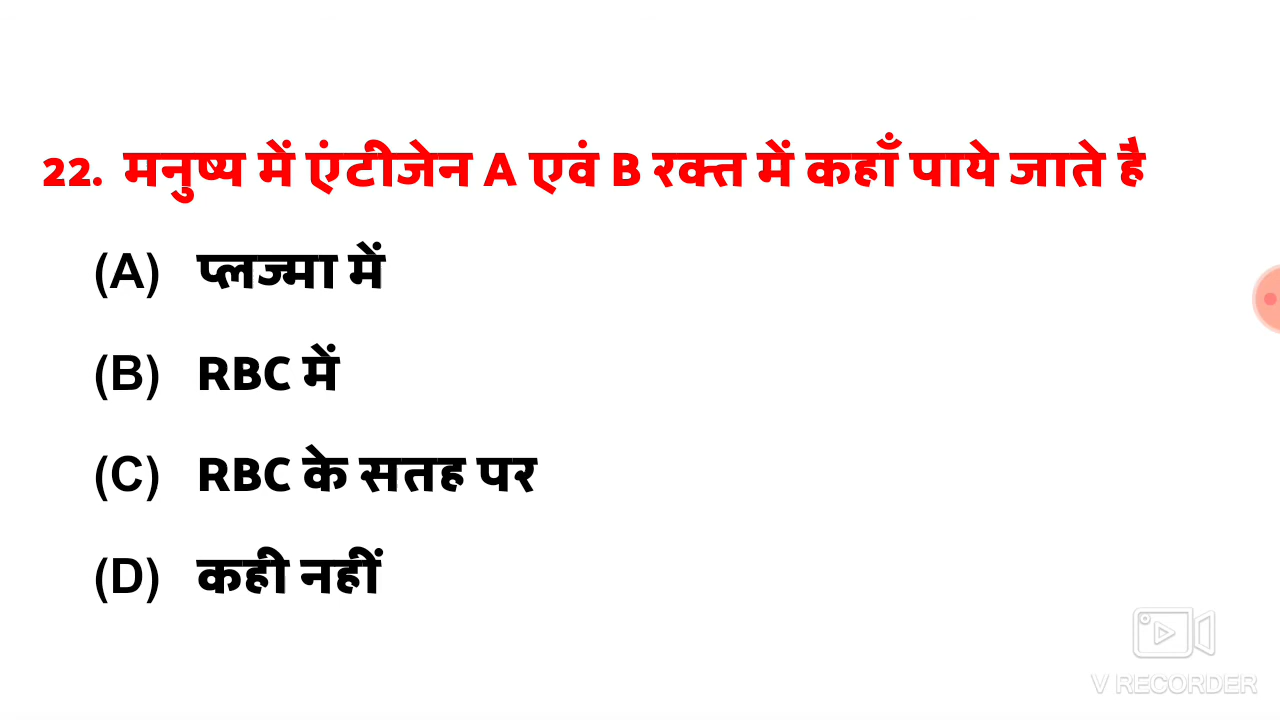 22. मनुष्य में एंटीजेन A एवं B रक्त में कहाँ पाये जाते है
(A) प्लज्मा में
(B) RBC में
(C) RBC के सतह पर
(D) कही नहीं
V RECORDER